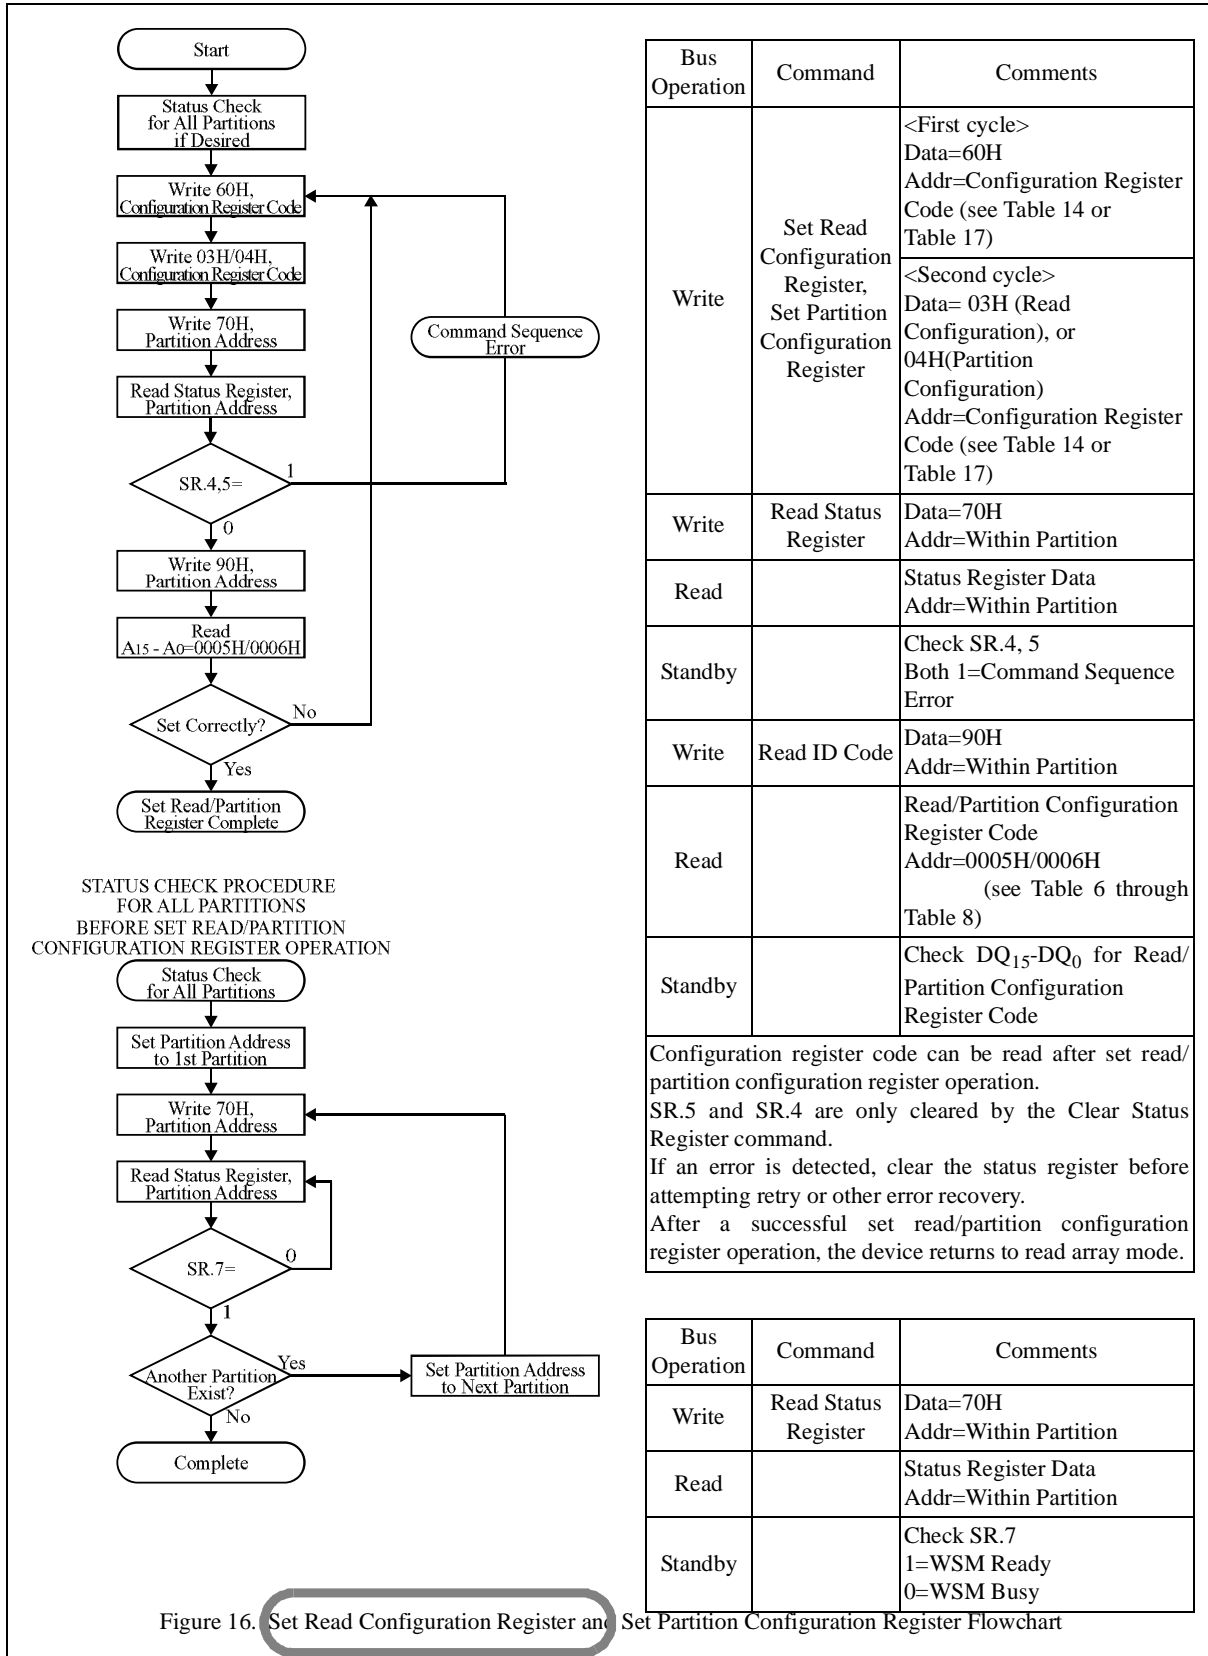 Start
Status Check
for All Partitions
if Desired
Write 60H,
Configuration Register Code
Write 03H/04H,
Configuration Register Code
Write 70H,
Partition Address
Read Status Register,
Partition Address
SR.4,5=
1
0
Command Sequence
Error
Write 90H,
Partition Address
Read
A15 - A0=0005H/0006H
Set Correctly?
No
Yes
Set Read/Partition
Register Complete
STATUS CHECK PROCEDURE
FOR ALL PARTITIONS
BEFORE SET READ/PARTITION
CONFIGURATION REGISTER OPERATION
Status Check
for All Partitions
Set Partition Address
to 1st Partition
Write 70H,
Partition Address
Read Status Register,
Partition Address
SR.7=
0
1
Another Partition
Exist?
Yes
Set Partition Address
to Next Partition
No
Complete
Bus
Operation
Command
Comments
Write
Set Read
Configuration
Register,
Set Partition
Configuration
Register
<First cycle>
Data=60H
Addr=Configuration Register
Code (see Table 14 or
Table 17)
<Second cycle>
Data= 03H (Read
Configuration), or
04H(Partition
Configuration)
Addr=Configuration Register
Code (see Table 14 or
Table 17)
Write
Read Status
Register
Data=70H
Addr=Within Partition
Read
Status Register Data
Addr=Within Partition
Standby
Check SR.4, 5
Both 1=Command Sequence
Error
Write
Read ID Code
Data=90H
Addr=Within Partition
Read
Read/Partition Configuration
Register Code
Addr=0005H/0006H
(see Table 6 through
Table 8)
Standby
Check DQ15-DQ0 for Read/
Partition Configuration
Register Code
Configuration register code can be read after set read/
partition configuration register operation.
SR.5 and SR.4 are only cleared by the Clear Status
Register command.
If an error is detected, clear the status register before
attempting retry or other error recovery.
After a successful set read/partition configuration
register operation, the device returns to read array mode.
Bus
Operation
Command
Comments
Write
Read Status
Register
Data=70H
Addr=Within Partition
Read
Status Register Data
Addr=Within Partition
Standby
Check SR.7
1=WSM Ready
0=WSM Busy
Figure 16. Set Read Configuration Register and Set Partition Configuration Register Flowchart